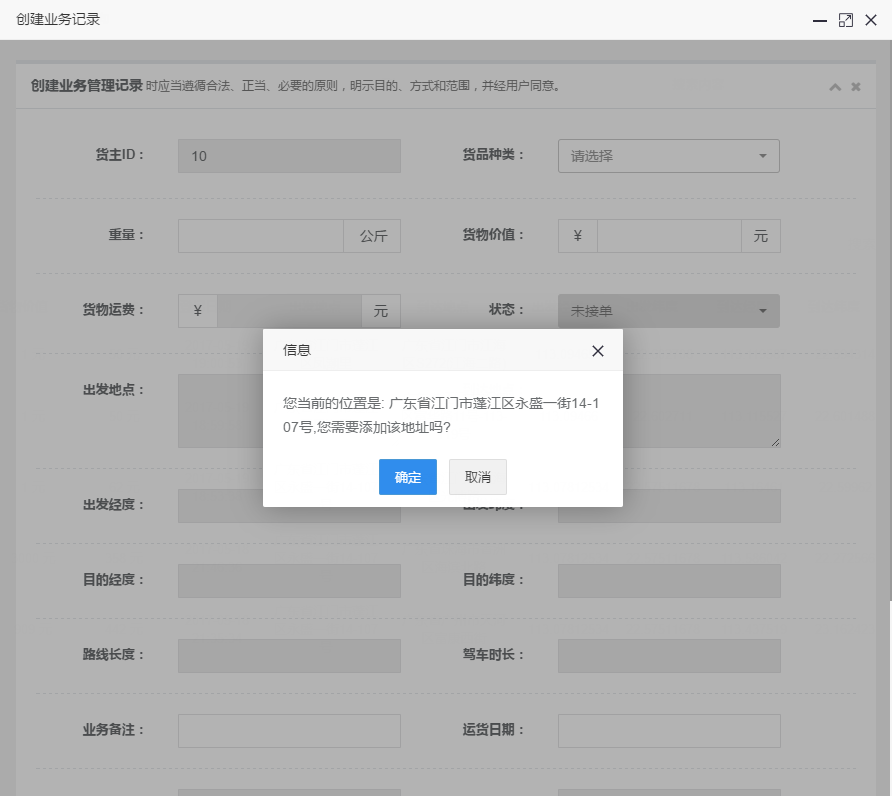 创建业务记录
创建业务管理记录 时应当遵循合法、正当、必要的原则，明示目的、方式和范围，并经用户同意。
货主ID： 10 货品种类： 请选择
重量： 公斤 货物价值： ¥ 元
货物运费： ¥ 元 状态： 未接单
信息
出发地点：
您当前的位置是: 广东省江门市蓬江区永盛一街14-1
07号,您需要添加该地址吗?
确定 取消
出发经度： 出发纬度：
目的经度： 目的纬度：
路线长度： 驾车时长：
业务备注： 运货日期：